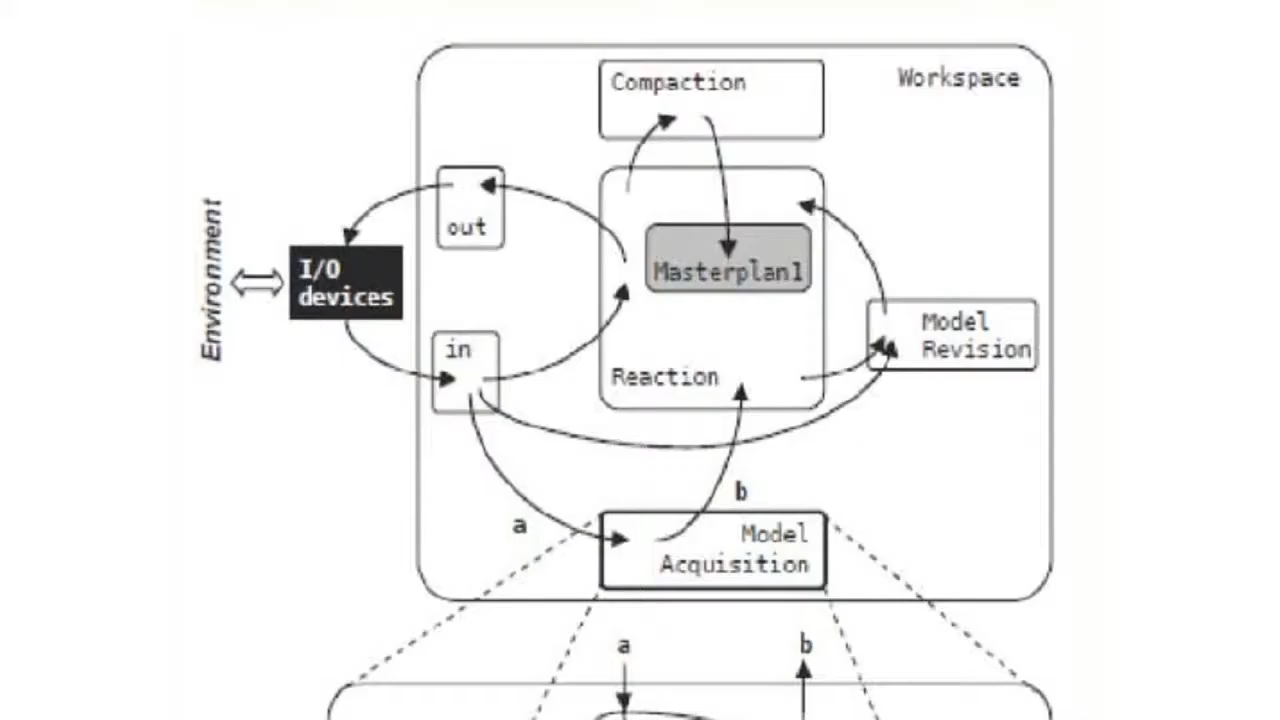 Compaction
Workspace
out
Environment
I/O
devices
Masterplan1
in
Model
Revision
Reaction
b
a
Model
Acquisition
a
b